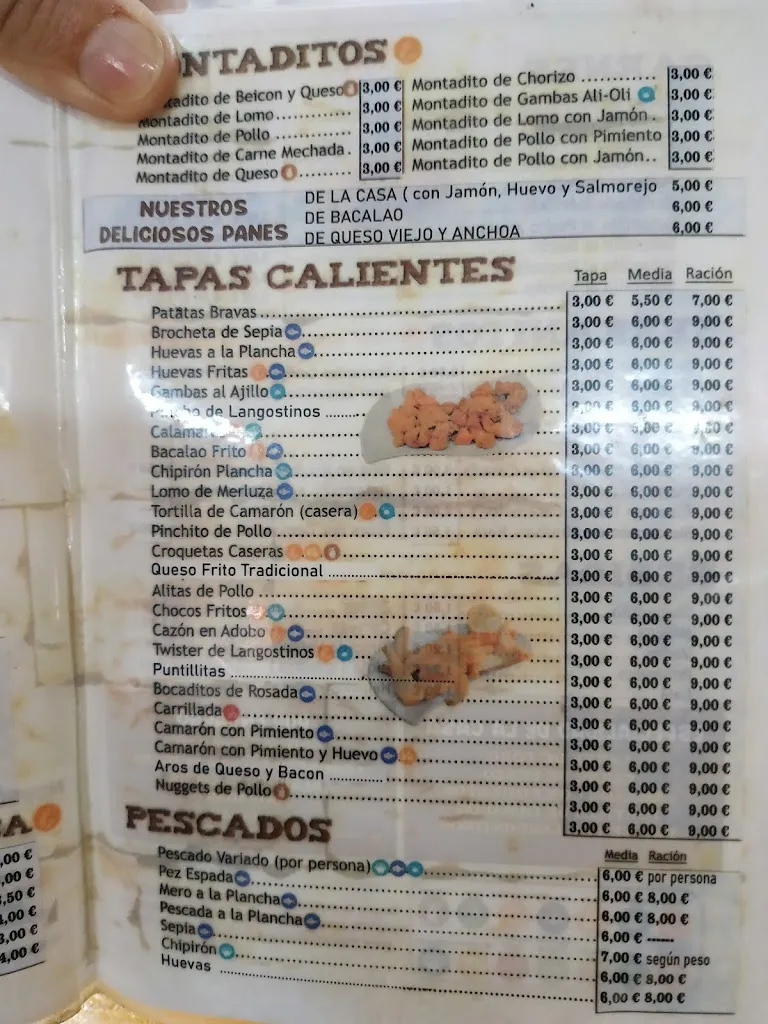 NTADITOS
tadito de Beicon y Queso 3,00 €
Montadito de Lomo 3,00 €
Montadito de Pollo 3,00 €
Montadito de Carne Mechada. 3,00 €
Montadito de Queso 3,00 €
Montadito de Chorizo 3,00 €
Montadito de Gambas Ali-Oli 3,00 €
Montadito de Lomo con Jamón. 3,00 €
Montadito de Pollo con Pimiento 3,00 €
Montadito de Pollo con Jamón.. 3,00 €
NUESTROS
DELICIOSOS PANES
DE LA CASA ( con Jamón, Huevo y Salmorejo 5,00 €
DE BACALAO 6,00 €
DE QUESO VIEJO Y ANCHOA 6,00 €
TAPAS CALIENTES
Tapa Media Ración
Patatas Bravas 3,00 € 5,50 € 7,00 €
Brocheta de Sepia 3,00 € 6,00 € 9,00 €
Huevas a la Plancha 3,00 € 6,00 € 9,00 €
Huevas Fritas 3,00 € 6,00 € 9,00 €
Gambas al Ajillo 3,00 € 6,00 € 9,00 €
de Langostinos 3,00 € 6,00 € 9,00 €
Calamar 3,00 €
Bacalao Frito 3,00 € 6,00 € 9,00 €
Chipirón Plancha 3,00 € 6,00 € 9,00 €
Lomo de Merluza 3,00 € 6,00 € 9,00 €
Tortilla de Camarón (casera) 3,00 € 6,00 € 9,00 €
Pinchito de Pollo 3,00 € 6,00 € 9,00 €
Croquetas Caseras 3,00 € 6,00 € 9,00 €
Queso Frito Tradicional 3,00 € 6,00 € 9,00 €
Alitas de Pollo 3,00 € 6,00 € 9,00 €
Chocos Fritos 3,00 € 6,00 € 9,00 €
Cazón en Adobo 3,00 € 6,00 € 9,00 €
Twister de Langostinos 3,00 € 6,00 € 9,00 €
Puntillitas 3,00 € 6,00 € 9,00 €
Bocaditos de Rosada 3,00 € 6,00 € 9,00 €
Carrillada 3,00 € 6,00 € 9,00 €
Camarón con Pimiento 3,00 € 6,00 € 9,00 €
Camarón con Pimiento y Huevo 3,00 € 6,00 € 9,00 €
Aros de Queso y Bacon 3,00 € 6,00 € 9,00 €
Nuggets de Pollo 3,00 € 6,00 € 9,00 €
3,00 € 6,00 € 9,00 €
PESCADOS
Media Ración
Pescado Variado (por persona) 6,00 € por persona
Pez Espada 6,00 € 8,00 €
Mero a la Plancha 6,00 € 8,00 €
Pescada a la Plancha 6,00 € ------
Sepia 7,00 € según peso
Chipirón 6,00 € 8,00 €
Huevas 6,00 € 8,00 €
A
,00 €
,00 €
,50 €
,00 €
3,00 €
4,00 €